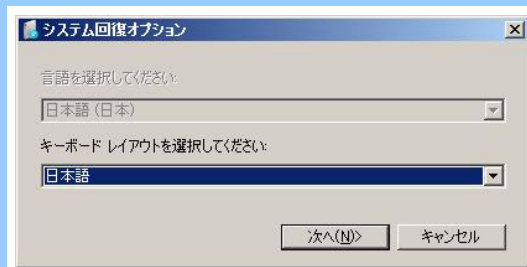 システム回復オプション
言語を選択してください:
日本語 (日本)
キーボード レイアウトを選択してください:
日本語
次へ(N)>
キャンセル